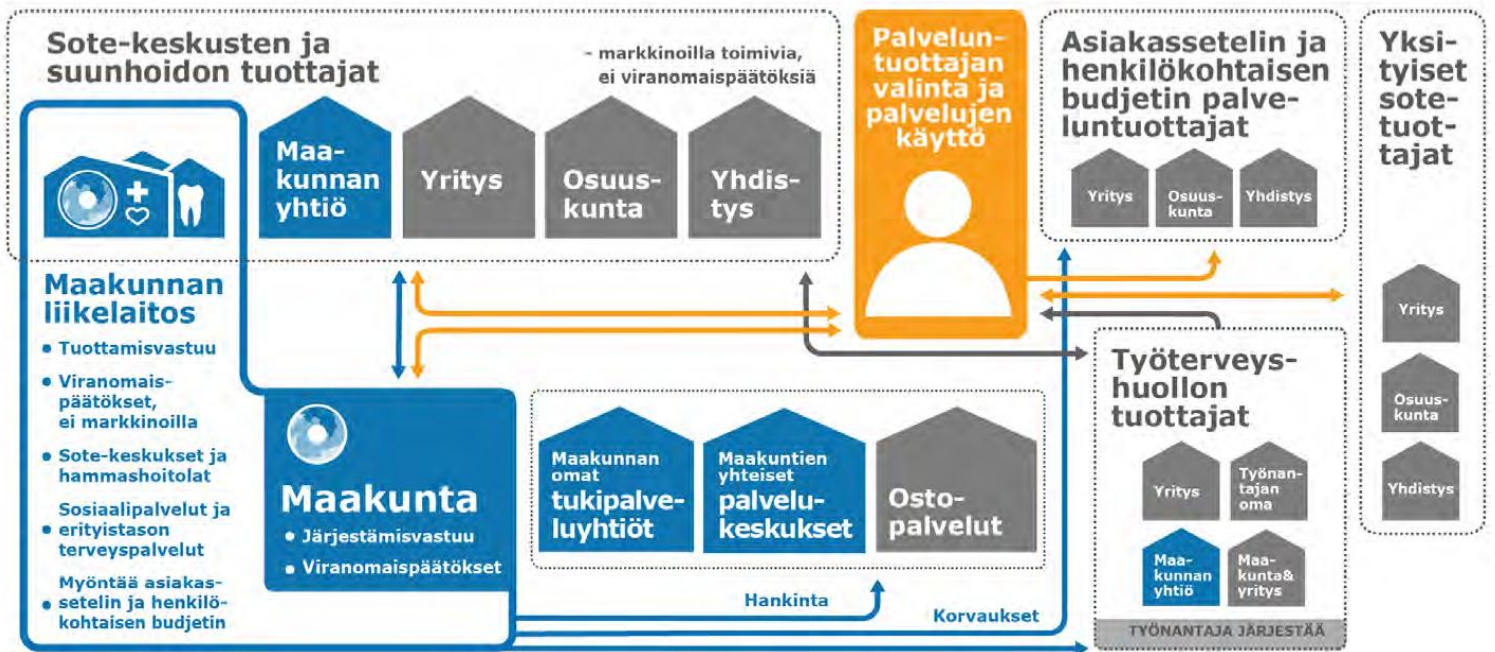 Sote-keskusten ja
suunhoidon tuottajat
- markkinoilla toimivia,
ei viranomaispäätöksiä
Maa-
kunnan
yhtiö
Yritys
Osuus-
kunta
Yhdis-
tys
Palvelun-
tuottajan
valinta ja
palvelujen
käyttö
Asiakassetelin ja
henkilökohtaisen
budjetin palve-
luntuottajat
Yritys
Osuus-
kunta
Yhdistys
Yksi-
tyiset
sote-
tuot-
tajat
Yritys
Osuus-
kunta
Yhdistys
Maakunnan
liikelaitos
• Tuottamisvastuu
• Viranomais-
päätökset,
ei markkinoilla
• Sote-keskukset ja
hammashoitolat
Sosiaalipalvelut ja
• erityistason
terveyspalvelut
Myöntää asiakas-
• setelin ja henkilö-
kohtaisen budjetin
Maakunta
• Järjestämisvastuu
• Viranomaispäätökset
Maakunnan
omat
tukipalve-
luyhtiöt
Maakuntien
yhteiset
palvelu-
keskukset
Osto-
palvelut
Hankinta
Korvaukset
Työterveys-
huollon
tuottajat
Yritys
Työnan-
tajan
oma
Maa-
kunnan
yhtiö
Maa-
kunta&
yritys
TYÖNANTAJA JÄRJESTÄÄ